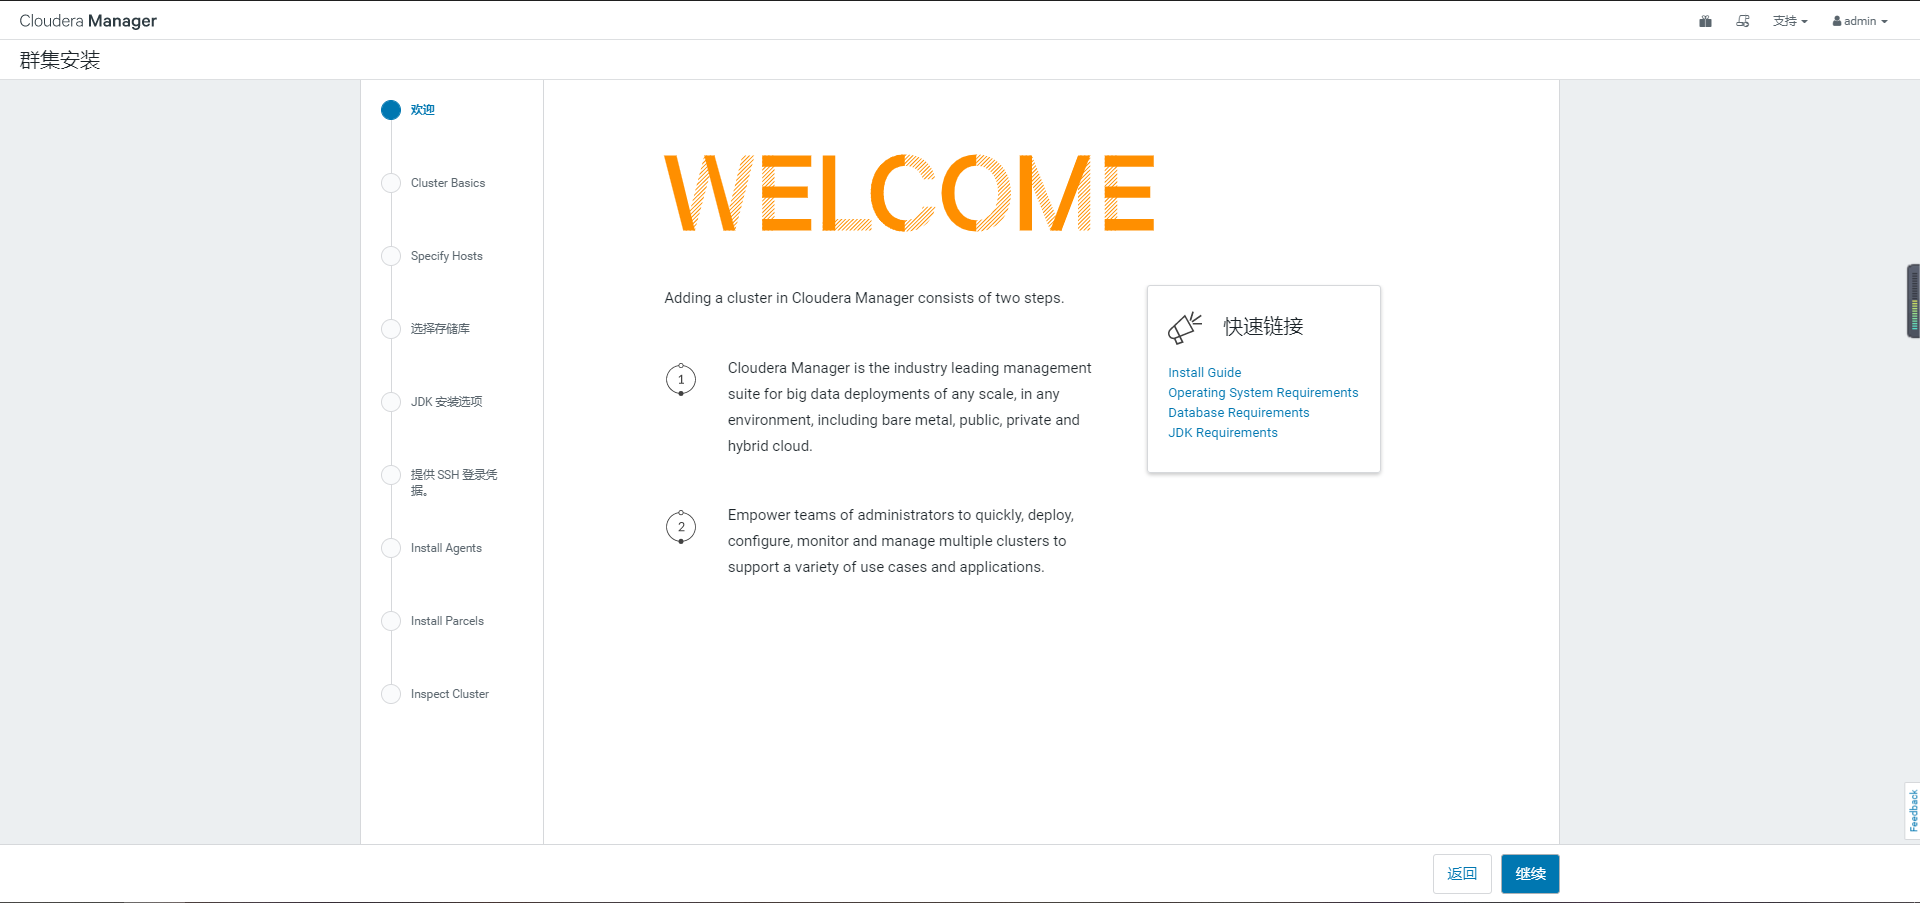 Cloudera Manager
支持
admin
群集安装
欢迎
Cluster Basics
Specify Hosts
选择存储库
JDK 安装选项
提供 SSH 登录凭
据。
Install Agents
Install Parcels
Inspect Cluster
WELCOME
Adding a cluster in Cloudera Manager consists of two steps.
1
Cloudera Manager is the industry leading management
suite for big data deployments of any scale, in any
environment, including bare metal, public, private and
hybrid cloud.
2
Empower teams of administrators to quickly, deploy,
configure, monitor and manage multiple clusters to
support a variety of use cases and applications.
快速链接
Install Guide
Operating System Requirements
Database Requirements
JDK Requirements
Feedback
返回
继续